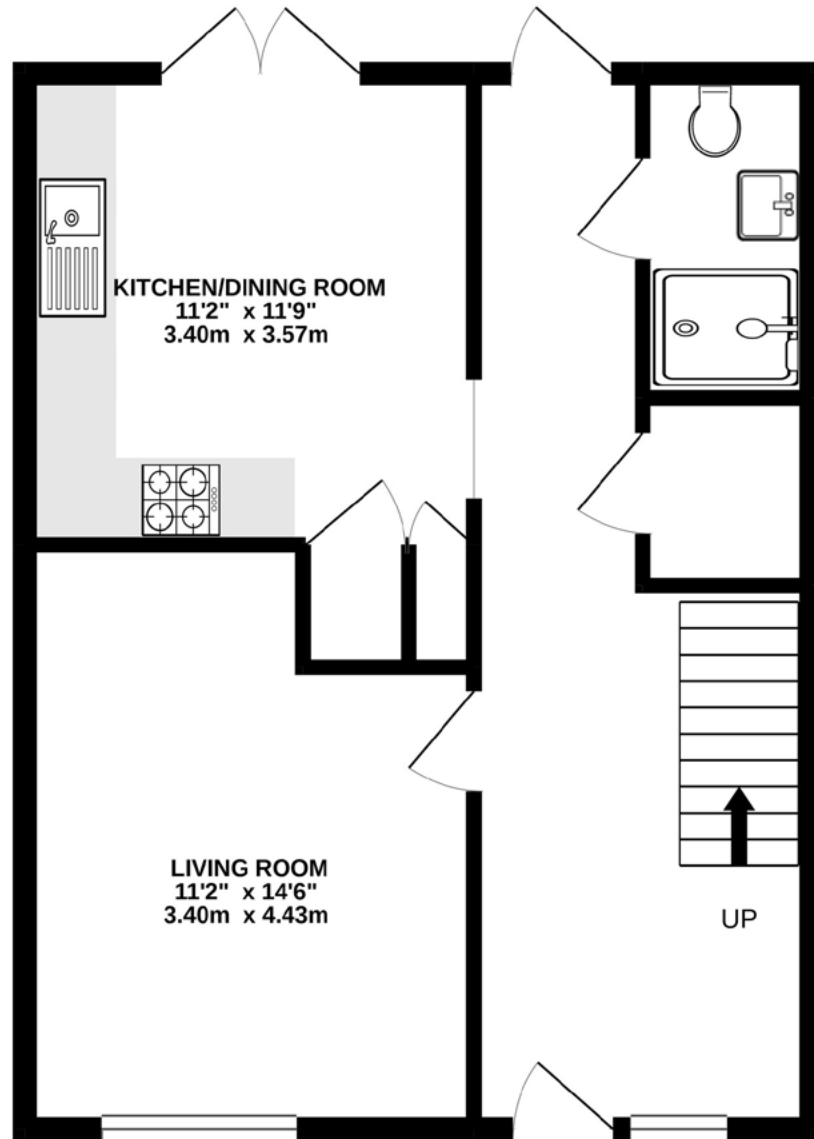 KITCHEN/DINING ROOM
11'2" x 11'9"
3.40m x 3.57m
LIVING ROOM
11'2" x 14'6"
3.40m x 4.43m
UP